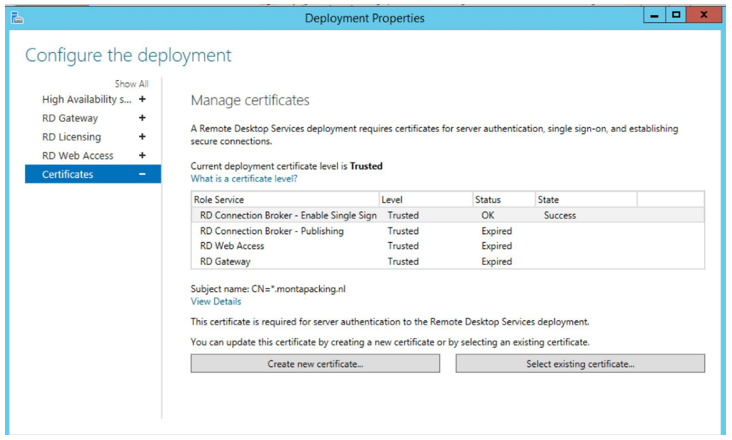 Deployment Properties
Configure the deployment
Show All
High Availability s... +
RD Gateway +
RD Licensing +
RD Web Access +
Certificates –
Manage certificates
A Remote Desktop Services deployment requires certificates for server authentication, single sign-on, and establishing
secure connections.
Current deployment certificate level is Trusted
What is a certificate level?
Role Service Level Status State
RD Connection Broker - Enable Single Sign Trusted OK Success
RD Connection Broker - Publishing Trusted Expired
RD Web Access Trusted Expired
RD Gateway Trusted Expired
Subject name: CN=*.montapacking.nl
View Details
This certificate is required for server authentication to the Remote Desktop Services deployment.
You can update this certificate by creating a new certificate or by selecting an existing certificate.
Create new certificate...
Select existing certificate...